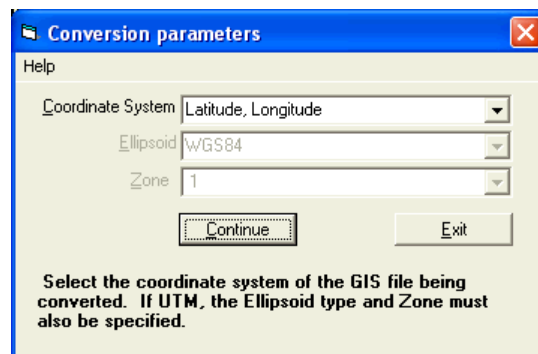 Conversion parameters
Help
Coordinate System Latitude, Longitude
Ellipsoid WGS84
Zone 1
Continue Exit
Select the coordinate system of the GIS file being
converted. If UTM, the Ellipsoid type and Zone must
also be specified.